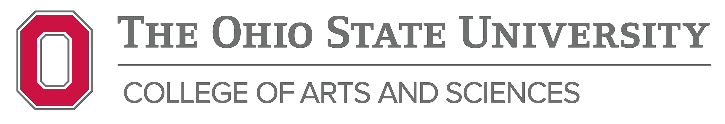 THE OHIO STATE UNIVERSITY
COLLEGE OF ARTS AND SCIENCES